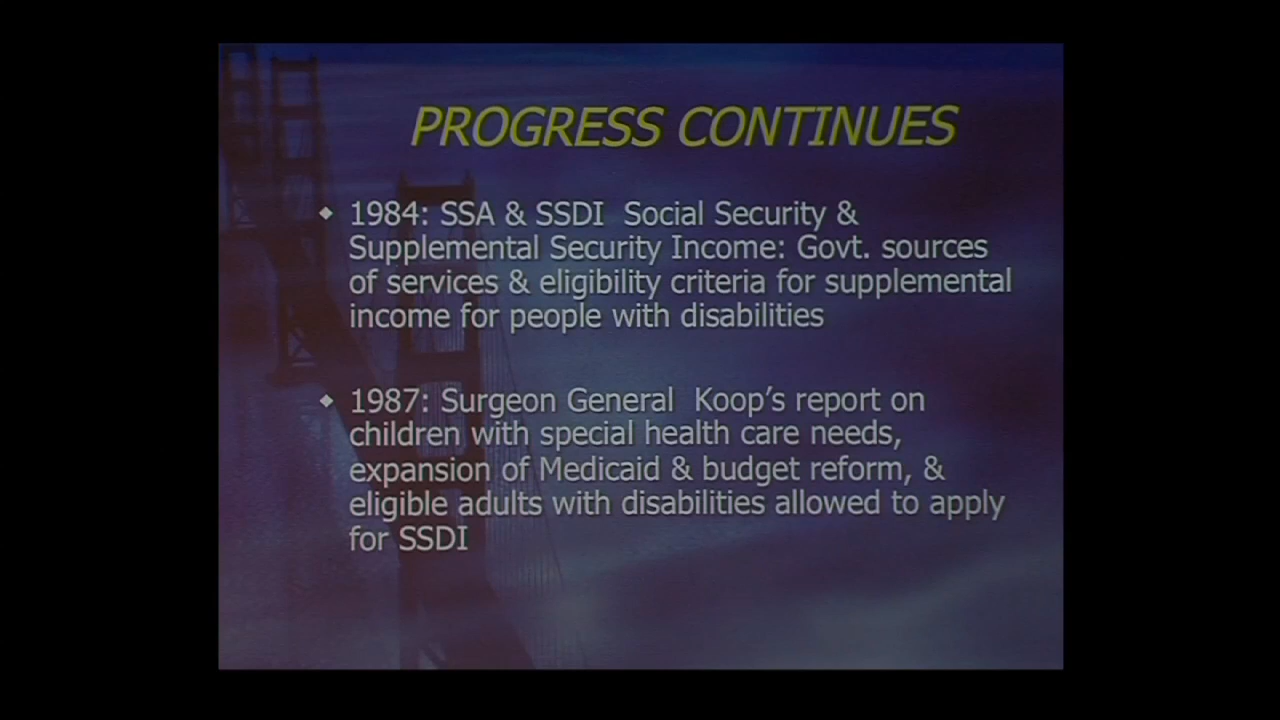 PROGRESS CONTINUES
1984: SSA & SSDI Social Security &
Supplemental Security Income: Govt. sources
of services & eligibility criteria for supplemental
income for people with disabilities
1987: Surgeon General Koop's report on
children with special health care needs,
expansion of Medicaid & budget reform, &
eligible adults with disabilities allowed to apply
for SSDI